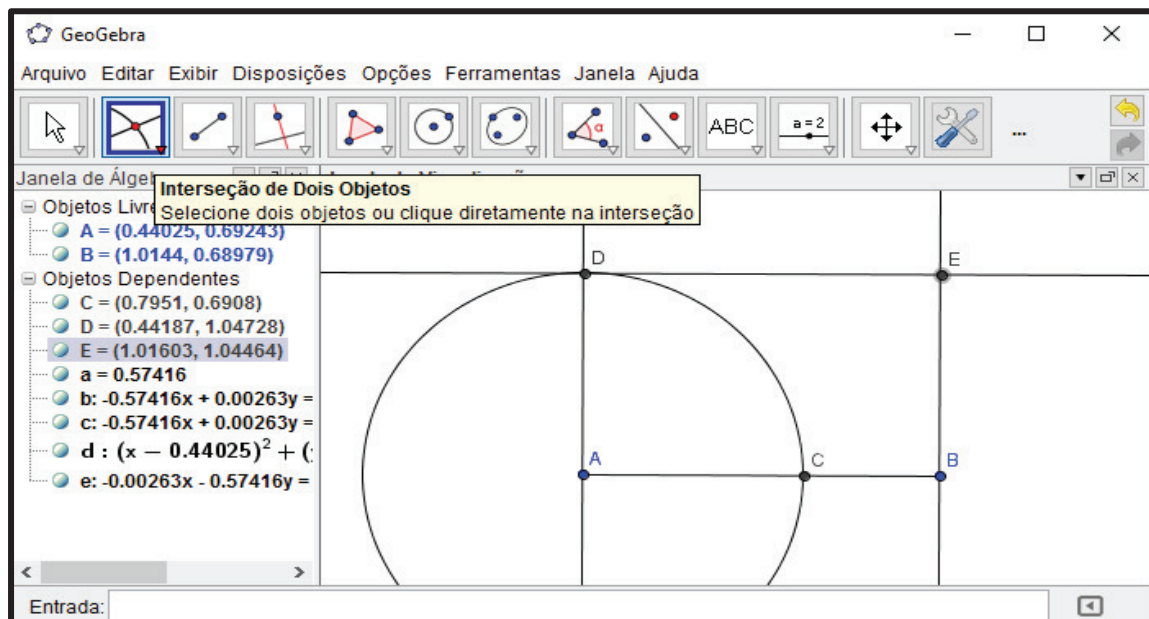 GeoGebra
Arquivo Editar Exibir Disposições Opções Ferramentas Janela Ajuda
α
ABC
a=2
...
Janela de Álge
Interseção de Dois Objetos
Selecione dois objetos ou clique diretamente na interseção
Objetos Livre
A = (0.44025, 0.69243)
B = (1.0144, 0.68979)
Objetos Dependentes
C = (0.7951, 0.6908)
D = (0.44187, 1.04728)
E = (1.01603, 1.04464)
a = 0.57416
b: -0.57416x + 0.00263y =
c: -0.57416x + 0.00263y =
d : (x − 0.44025)² + (
e: -0.00263x - 0.57416y =
D
E
A
C
B
Entrada: